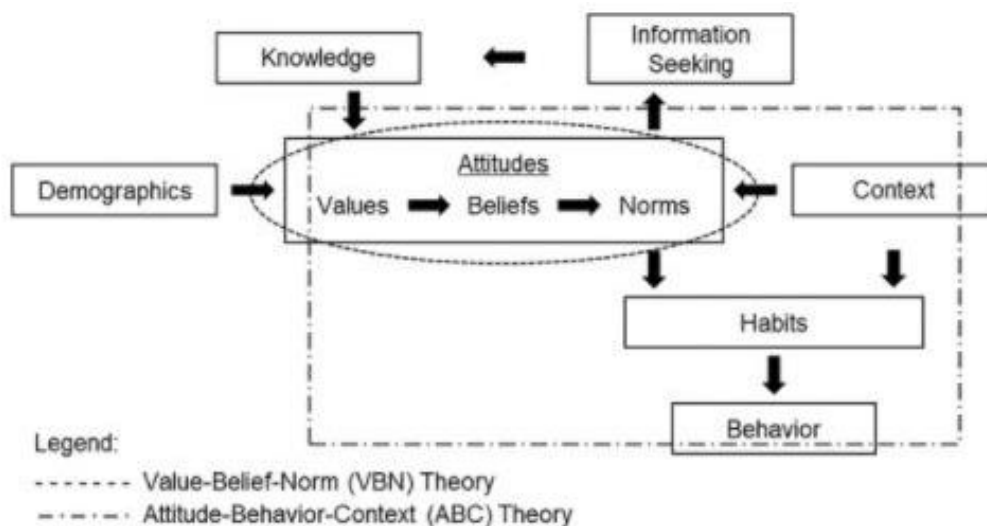 Knowledge
Information
Seeking
Attitudes
Demographics
Values
Beliefs
Norms
Context
Habits
Behavior
Legend:
Value-Belief-Norm (VBN) Theory
Attitude-Behavior-Context (ABC) Theory